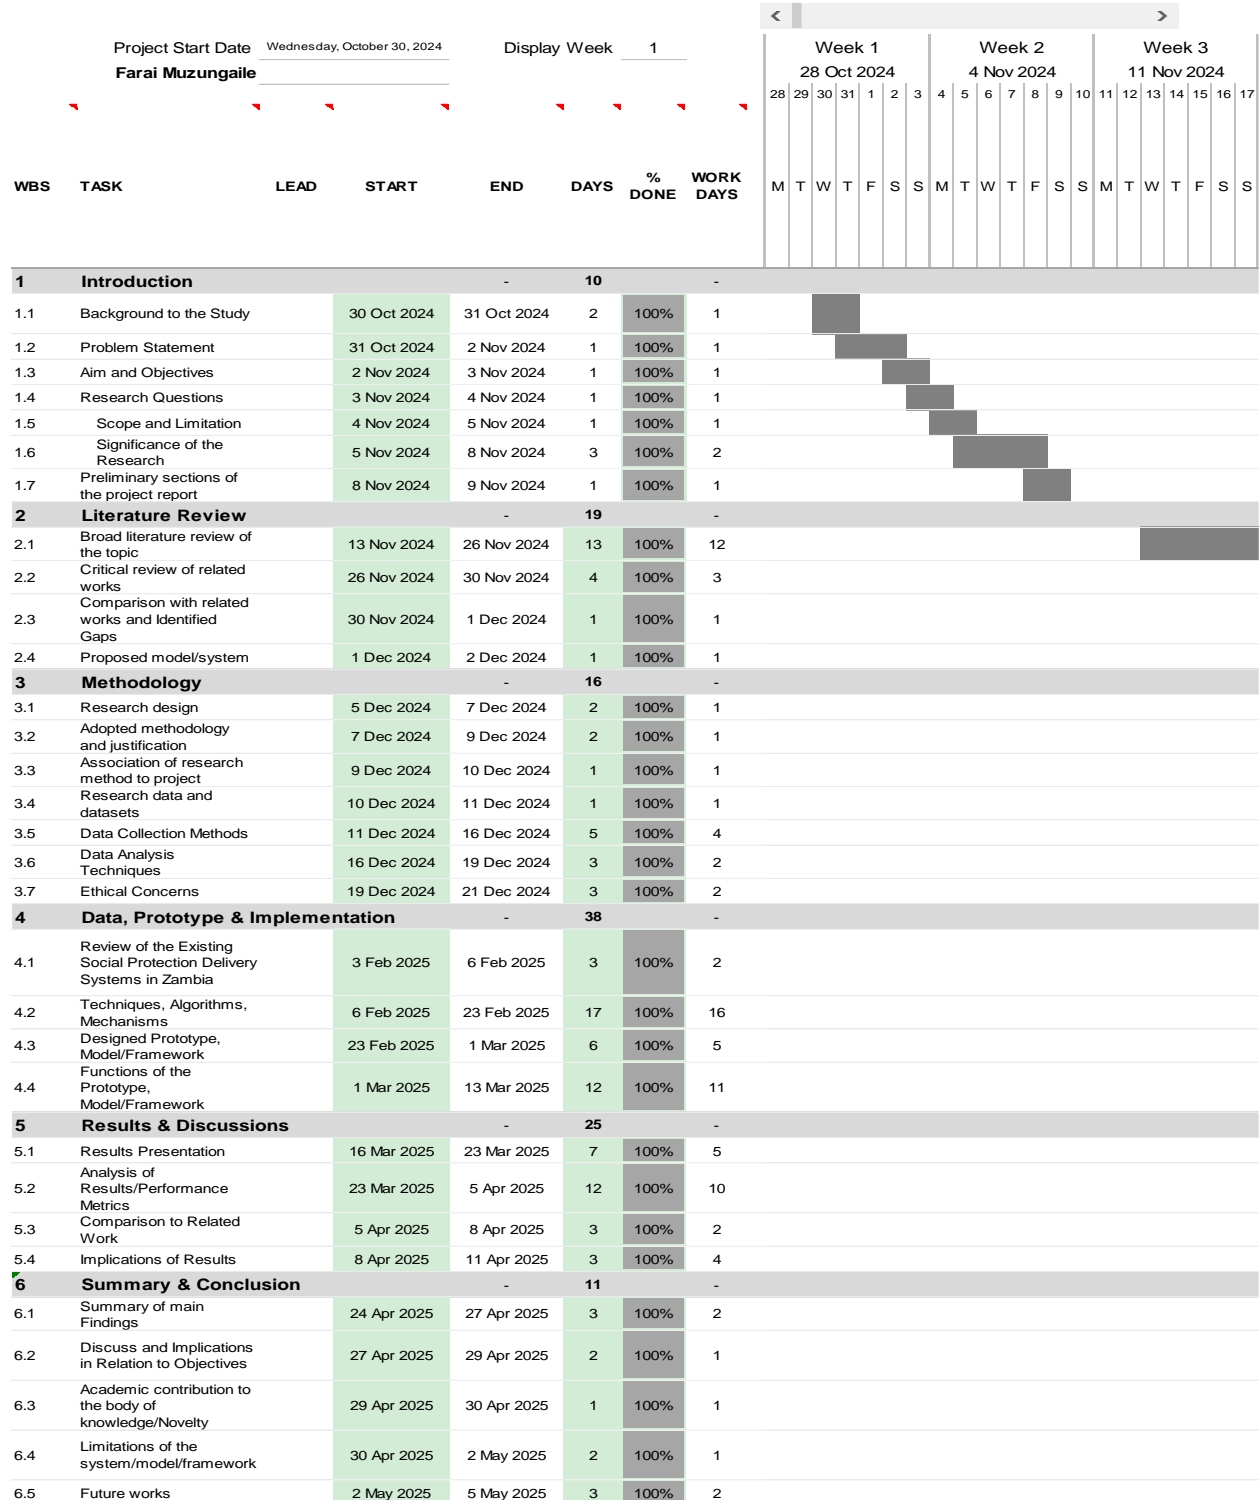 Project Start Date Wednesday, October 30, 2024 Display Week 1 Week 1 Week 2 Week 3
Farai Muzungaile 28 Oct 2024 4 Nov 2024 11 Nov 2024
28 29 30 31 1 2 3 4 5 6 7 8 9 10 11 12 13 14 15 16 17
WBS TASK LEAD START END DAYS % DONE WORK DAYS M T W T F S S M T W T F S S M T W T F S S
1 Introduction - 10 -
1.1 Background to the Study 30 Oct 2024 31 Oct 2024 2 100% 1
1.2 Problem Statement 31 Oct 2024 2 Nov 2024 1 100% 1
1.3 Aim and Objectives 2 Nov 2024 3 Nov 2024 1 100% 1
1.4 Research Questions 3 Nov 2024 4 Nov 2024 1 100% 1
1.5 Scope and Limitation 4 Nov 2024 5 Nov 2024 1 100% 1
1.6 Significance of the Research 5 Nov 2024 8 Nov 2024 3 100% 2
1.7 Preliminary sections of the project report 8 Nov 2024 9 Nov 2024 1 100% 1
2 Literature Review - 19 -
2.1 Broad literature review of the topic 13 Nov 2024 26 Nov 2024 13 100% 12
2.2 Critical review of related works 26 Nov 2024 30 Nov 2024 4 100% 3
2.3 Comparison with related works and Identified Gaps 30 Nov 2024 1 Dec 2024 1 100% 1
2.4 Proposed model/system 1 Dec 2024 2 Dec 2024 1 100% 1
3 Methodology - 16 -
3.1 Research design 5 Dec 2024 7 Dec 2024 2 100% 1
3.2 Adopted methodology and justification 7 Dec 2024 9 Dec 2024 2 100% 1
3.3 Association of research method to project 9 Dec 2024 10 Dec 2024 1 100% 1
3.4 Research data and datasets 10 Dec 2024 11 Dec 2024 1 100% 1
3.5 Data Collection Methods 11 Dec 2024 16 Dec 2024 5 100% 4
3.6 Data Analysis Techniques 16 Dec 2024 19 Dec 2024 3 100% 2
3.7 Ethical Concerns 19 Dec 2024 21 Dec 2024 3 100% 2
4 Data, Prototype & Implementation - 38 -
4.1 Review of the Existing Social Protection Delivery Systems in Zambia 3 Feb 2025 6 Feb 2025 3 100% 2
4.2 Techniques, Algorithms, Mechanisms 6 Feb 2025 23 Feb 2025 17 100% 16
4.3 Designed Prototype, Model/Framework 23 Feb 2025 1 Mar 2025 6 100% 5
4.4 Functions of the Prototype, Model/Framework 1 Mar 2025 13 Mar 2025 12 100% 11
5 Results & Discussions - 25 -
5.1 Results Presentation 16 Mar 2025 23 Mar 2025 7 100% 5
5.2 Analysis of Results/Performance Metrics 23 Mar 2025 5 Apr 2025 12 100% 10
5.3 Comparison to Related Work 5 Apr 2025 8 Apr 2025 3 100% 2
5.4 Implications of Results 8 Apr 2025 11 Apr 2025 3 100% 4
6 Summary & Conclusion - 11 -
6.1 Summary of main Findings 24 Apr 2025 27 Apr 2025 3 100% 2
6.2 Discuss and Implications in Relation to Objectives 27 Apr 2025 29 Apr 2025 2 100% 1
6.3 Academic contribution to the body of knowledge/Novelty 29 Apr 2025 30 Apr 2025 1 100% 1
6.4 Limitations of the system/model/framework 30 Apr 2025 2 May 2025 2 100% 1
6.5 Future works 2 May 2025 5 May 2025 3 100% 2